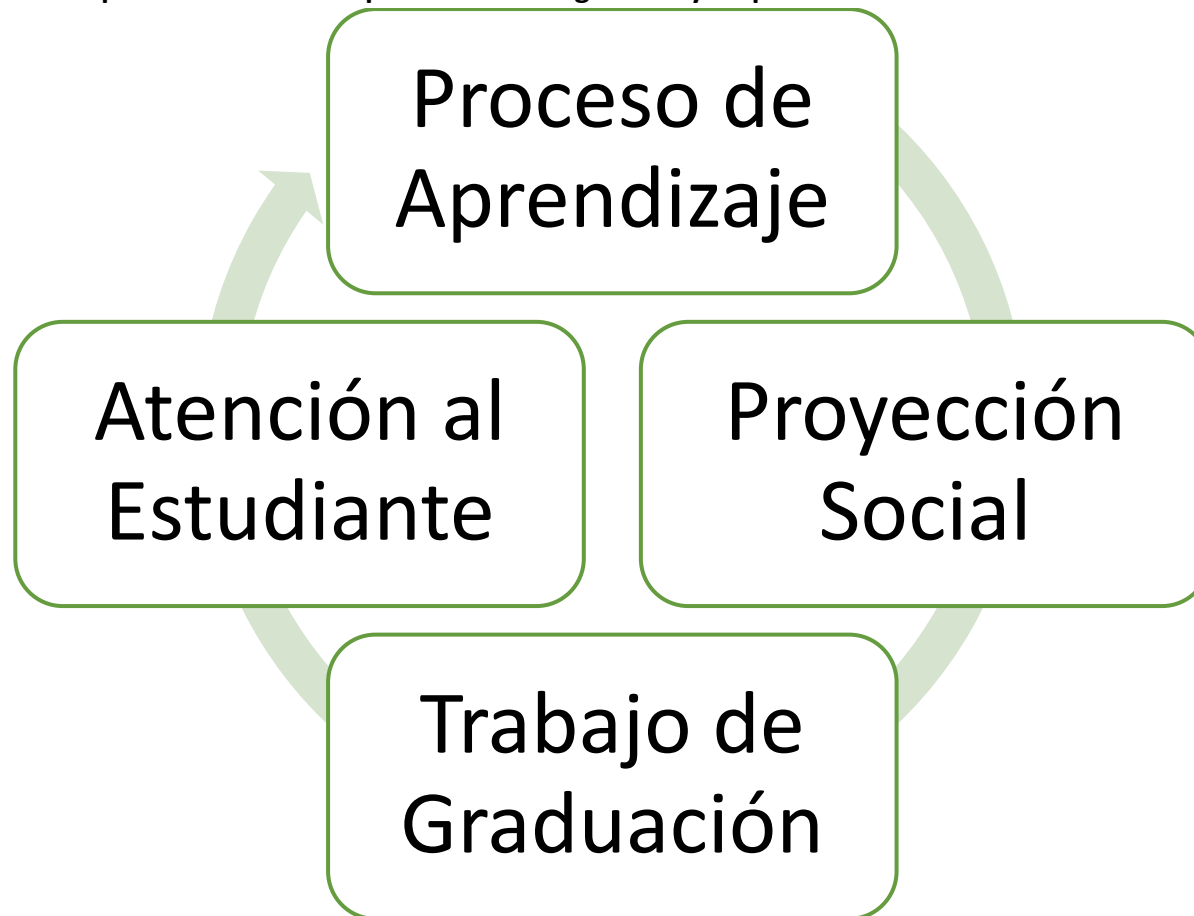 Proceso de
Aprendizaje
Proyección
Social
Trabajo de
Graduación
Atención al
Estudiante